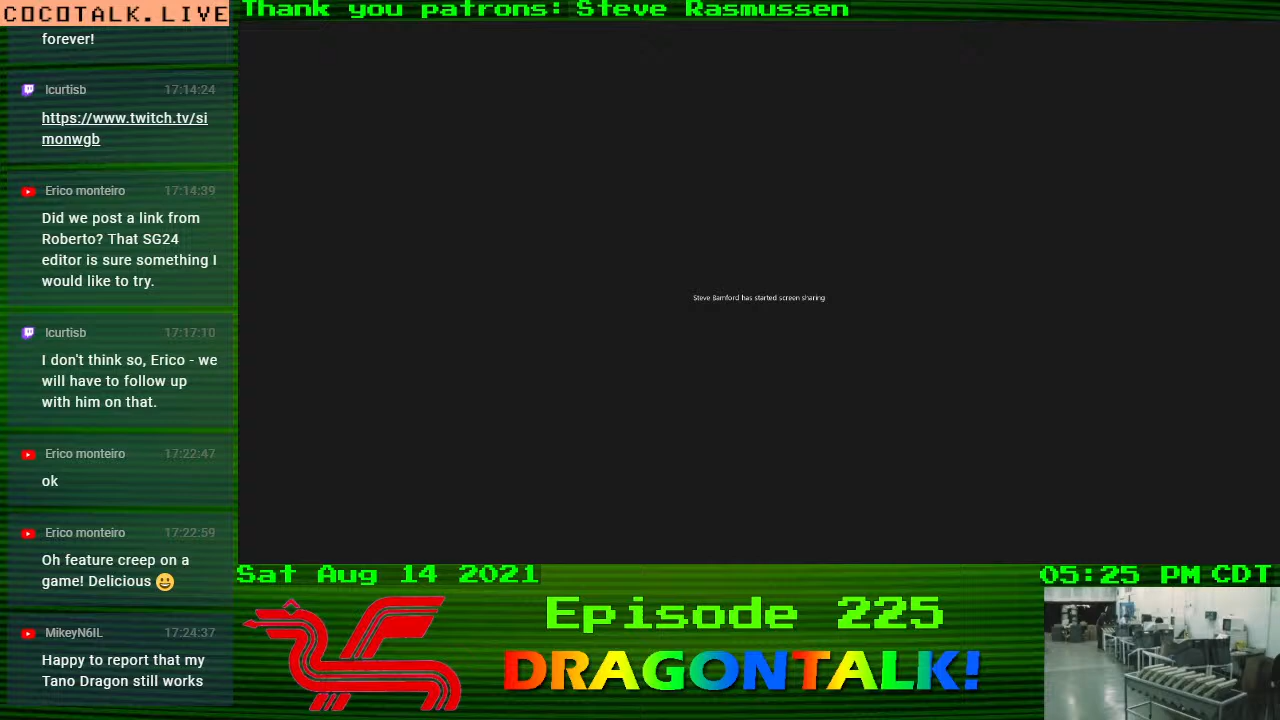 COCOTALK.LIVE
Thank you patrons: Steve Rasmussen
forever!
lcurtisb 17:14:24
https://www.twitch.tv/si
monwgb
Erico monteiro 17:14:39
Did we post a link from
Roberto? That SG24
editor is sure something I
would like to try.
lcurtisb 17:17:10
I don't think so, Erico - we
will have to follow up
with him on that.
Erico monteiro 17:22:47
ok
Erico monteiro 17:22:59
Oh feature creep on a
game! Delicious 😀
MikeyN6IL 17:24:37
Happy to report that my
Tano Dragon still works
Steve Bamford has started screen sharing
Sat Aug 14 2021
05:25 PM CDT
Episode 225
DRAGONTALK!